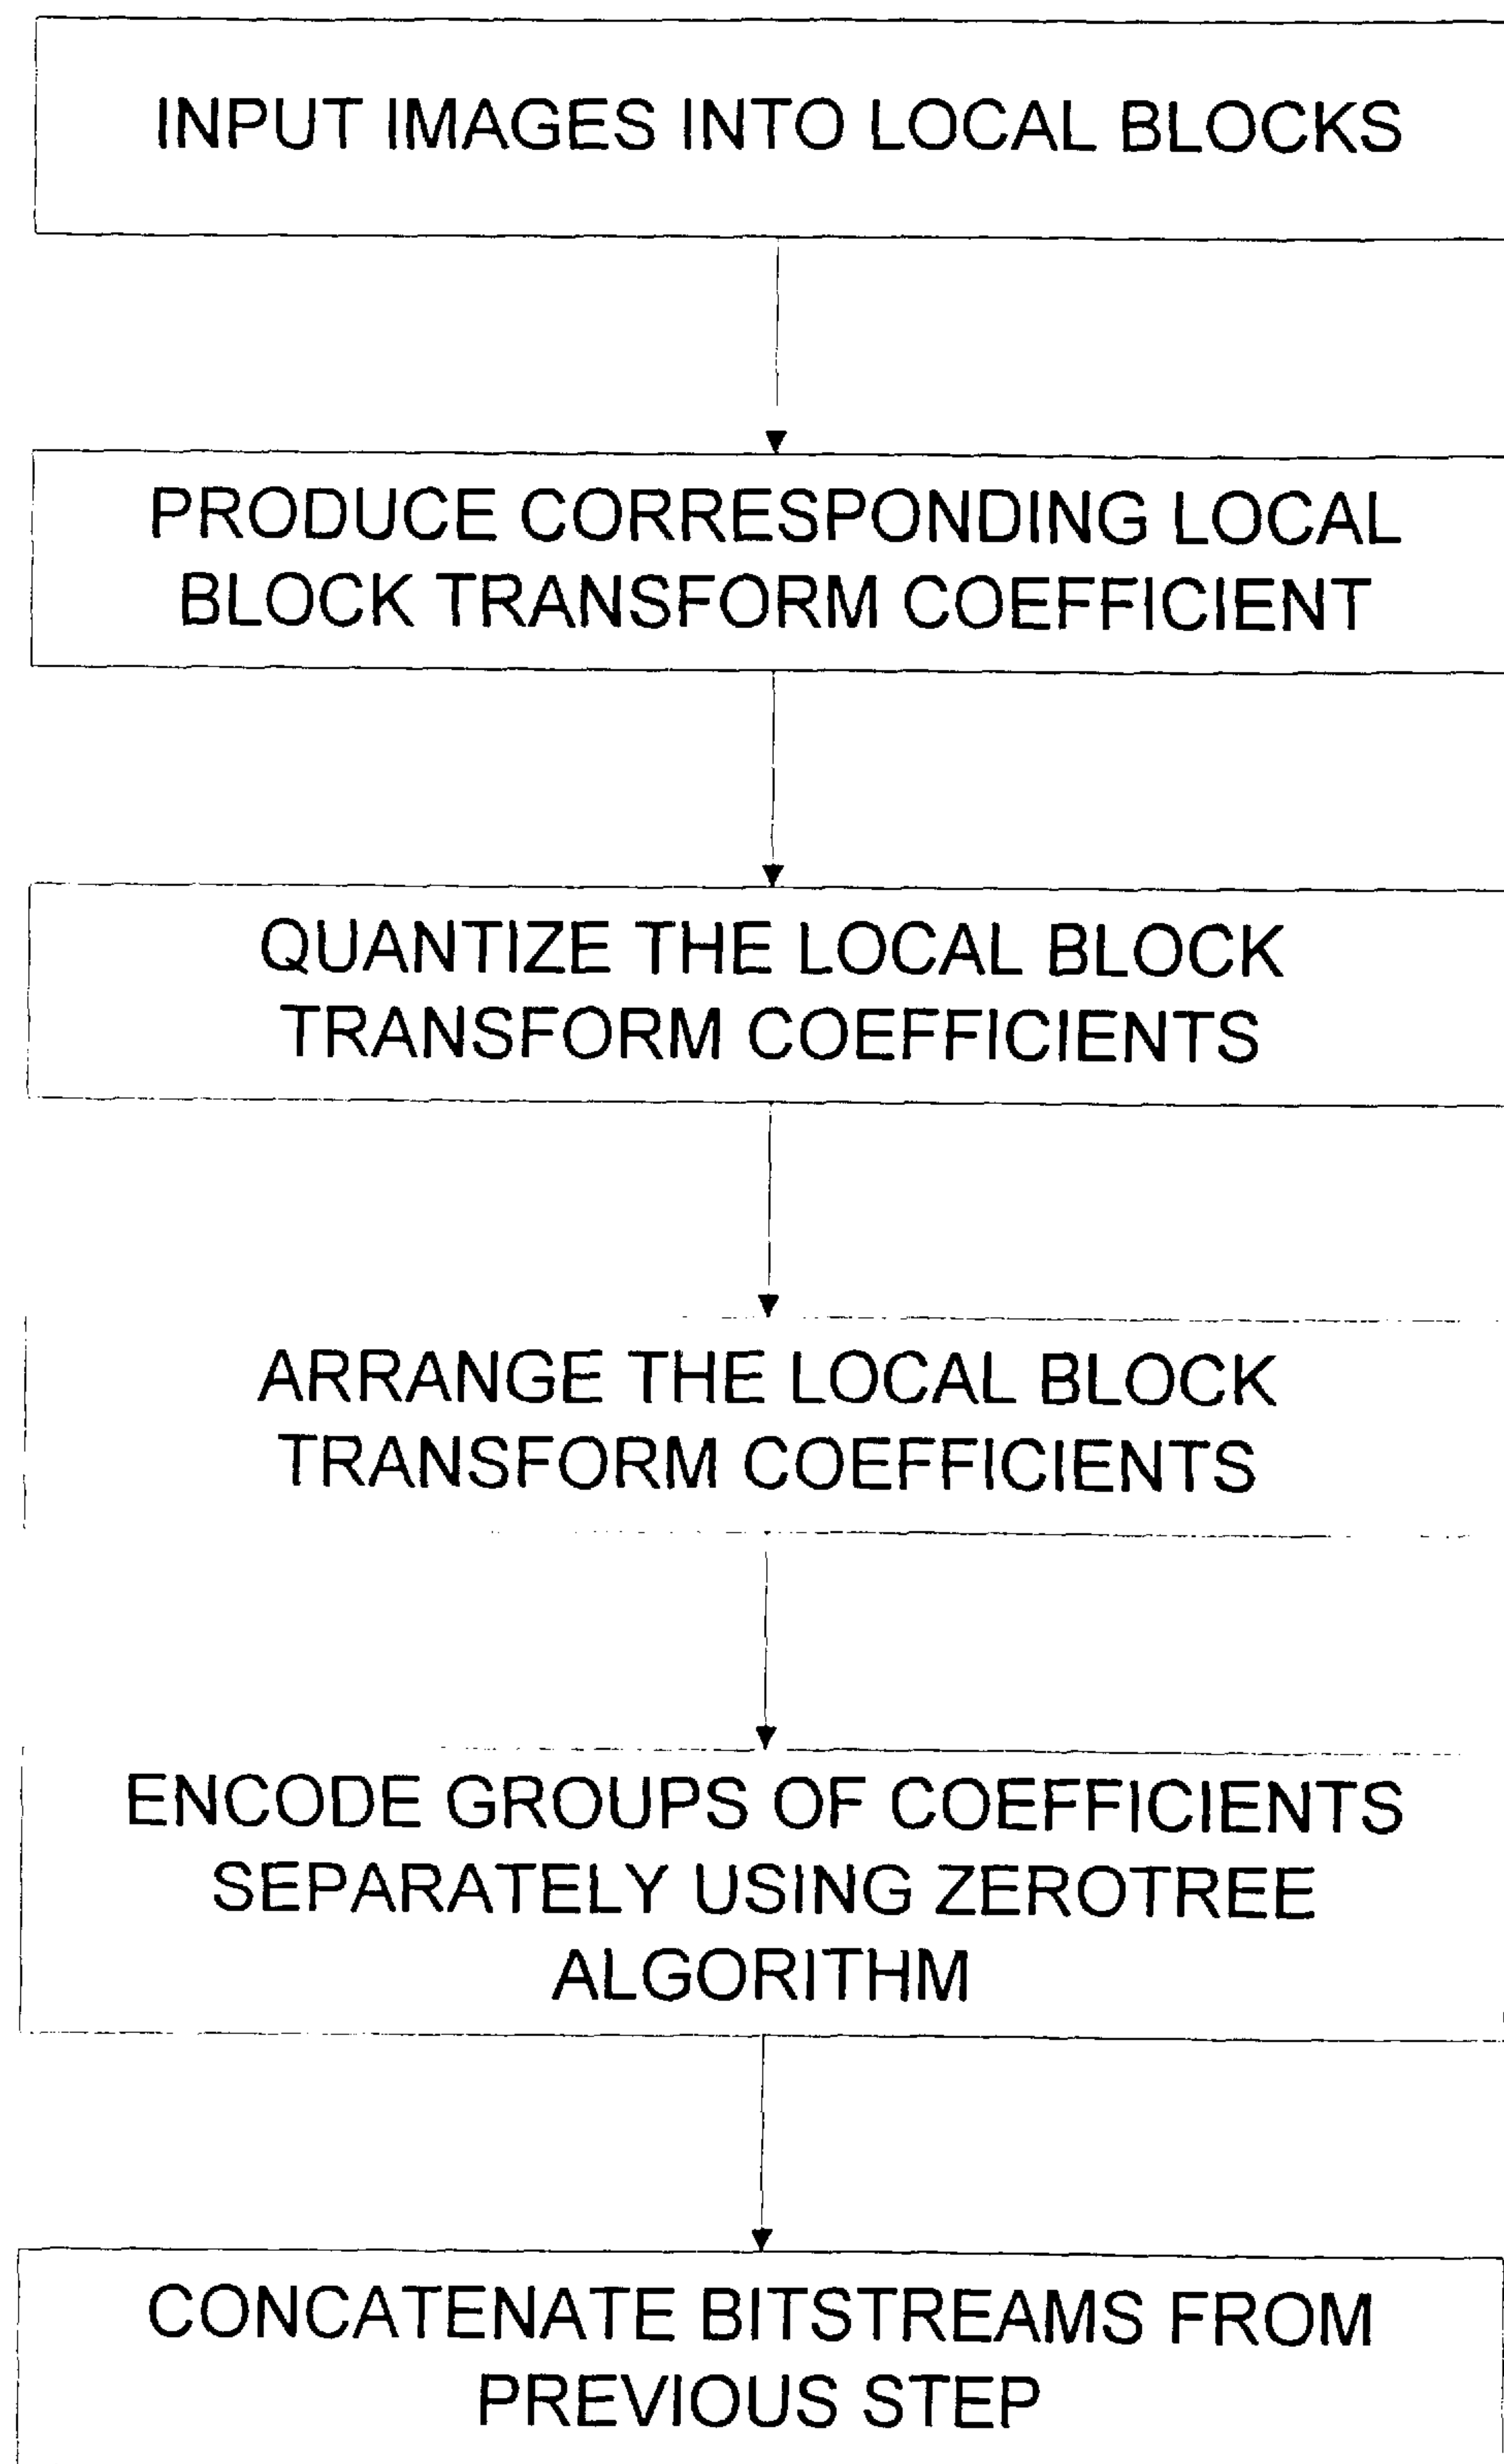 INPUT IMAGES INTO LOCAL BLOCKS
PRODUCE CORRESPONDING LOCAL
BLOCK TRANSFORM COEFFICIENT
QUANTIZE THE LOCAL BLOCK
TRANSFORM COEFFICIENTS
ARRANGE THE LOCAL BLOCK
TRANSFORM COEFFICIENTS
ENCODE GROUPS OF COEFFICIENTS
SEPARATELY USING ZEROTREE
ALGORITHM
CONCATENATE BITSTREAMS FROM
PREVIOUS STEP